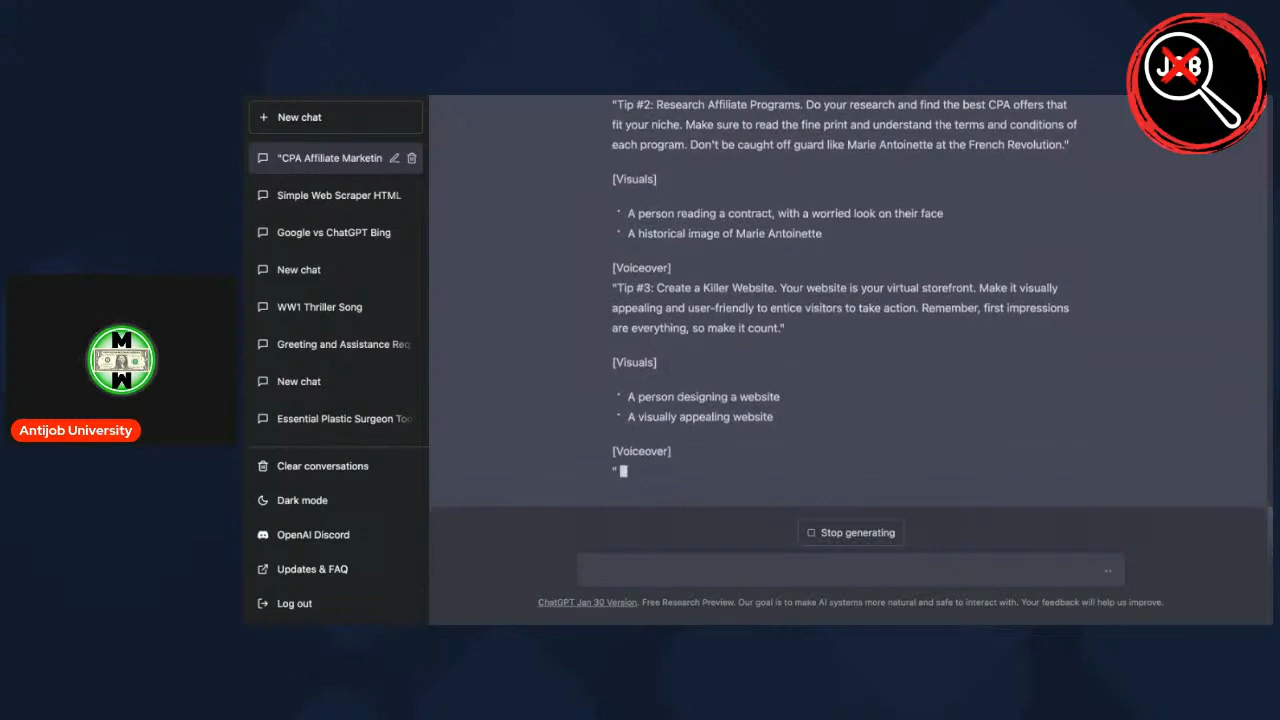 JOB
New chat
"CPA Affiliate Marketin
Simple Web Scraper HTML
Google vs ChatGPT Bing
New chat
WW1 Thriller Song
Greeting and Assistance Req
New chat
Essential Plastic Surgeon Too
Clear conversations
Dark mode
OpenAI Discord
Updates & FAQ
Log out
M
M
Antijob University
"Tip #2: Research Affiliate Programs. Do your research and find the best CPA offers that
fit your niche. Make sure to read the fine print and understand the terms and conditions of
each program. Don't be caught off guard like Marie Antoinette at the French Revolution."
[Visuals]
· A person reading a contract, with a worried look on their face
· A historical image of Marie Antoinette
[Voiceover]
"Tip #3: Create a Killer Website. Your website is your virtual storefront. Make it visually
appealing and user-friendly to entice visitors to take action. Remember, first impressions
are everything, so make it count."
[Visuals]
· A person designing a website
· A visually appealing website
[Voiceover]
"
Stop generating
ChatGPT Jan 30 Version. Free Research Preview. Our goal is to make AI systems more natural and safe to interact with. Your feedback will help us improve.